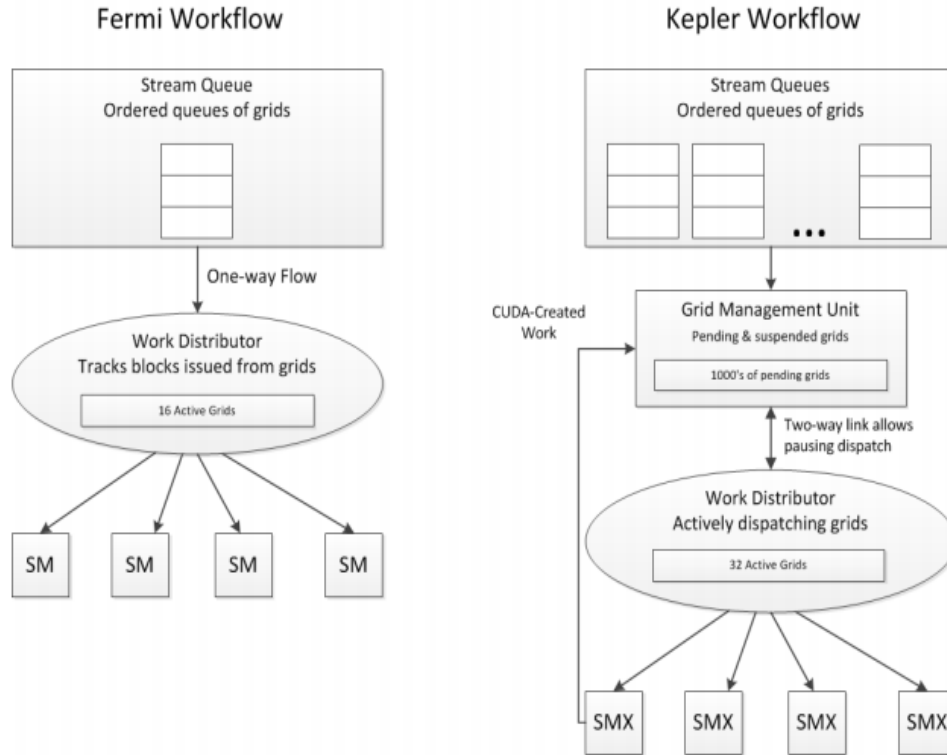 Fermi Workflow
Stream Queue
Ordered queues of grids
One-way Flow
Work Distributor
Tracks blocks issued from grids
16 Active Grids
SM
SM
SM
SM
Kepler Workflow
Stream Queues
Ordered queues of grids
...
CUDA-Created
Work
Grid Management Unit
Pending & suspended grids
1000's of pending grids
Two-way link allows
pausing dispatch
Work Distributor
Actively dispatching grids
32 Active Grids
SMX
SMX
SMX
SMX